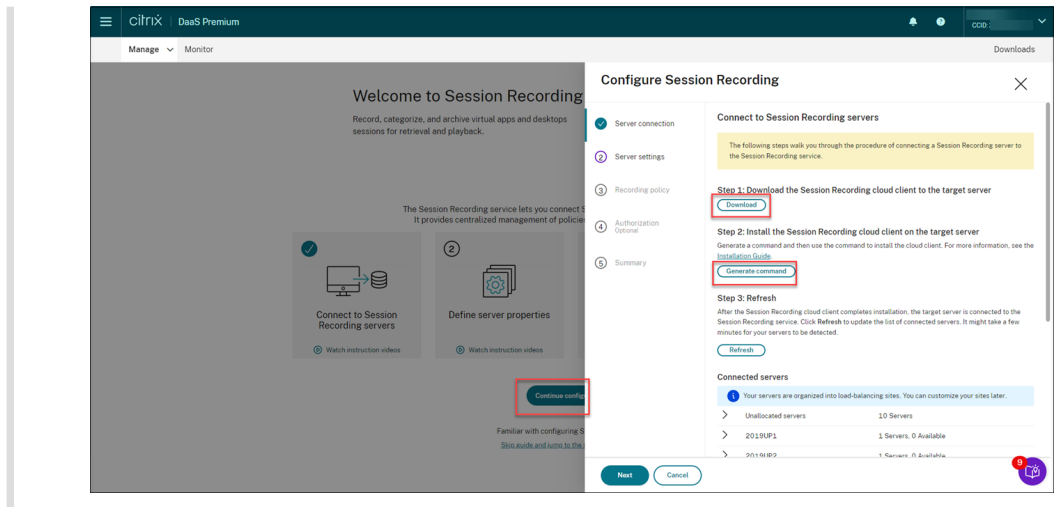 citrix DaaS Premium
CCID:
Manage Monitor Downloads
Welcome to Session Recording
Record, categorize, and archive virtual apps and desktops
sessions for retrieval and playback.
The Session Recording service lets you connect
It provides centralized management of
2
Connect to Session
Recording servers
Watch instruction videos
Define server properties
Watch instruction videos
Continue
Familiar with configuring
Skip guide and jump to the
Configure Session Recording
Server connection
2 Server settings
3 Recording policy
4 Authorization
Optional
5 Summary
Connect to Session Recording servers
The following steps walk you through the procedure of connecting a Session Recording server to
the Session Recording service.
Step 1: Download the Session Recording cloud client to the target server
Download
Step 2: Install the Session Recording cloud client on the target server
Generate a command and then use the command to install the cloud client. For more information, see the
Installation Guide.
Generate command
Step 3: Refresh
After the Session Recording cloud client completes installation, the target server is connected to the
Session Recording service. Click Refresh to update the list of connected servers. It might take a few
minutes for your servers to be detected.
Refresh
Connected servers
Your servers are organized into load-balancing sites. You can customize your sites later.
Unallocated servers 10 Servers
2019UP1 1 Servers, 0 Available
2019UP2 1 Servers, 0 Available
Next Cancel
9